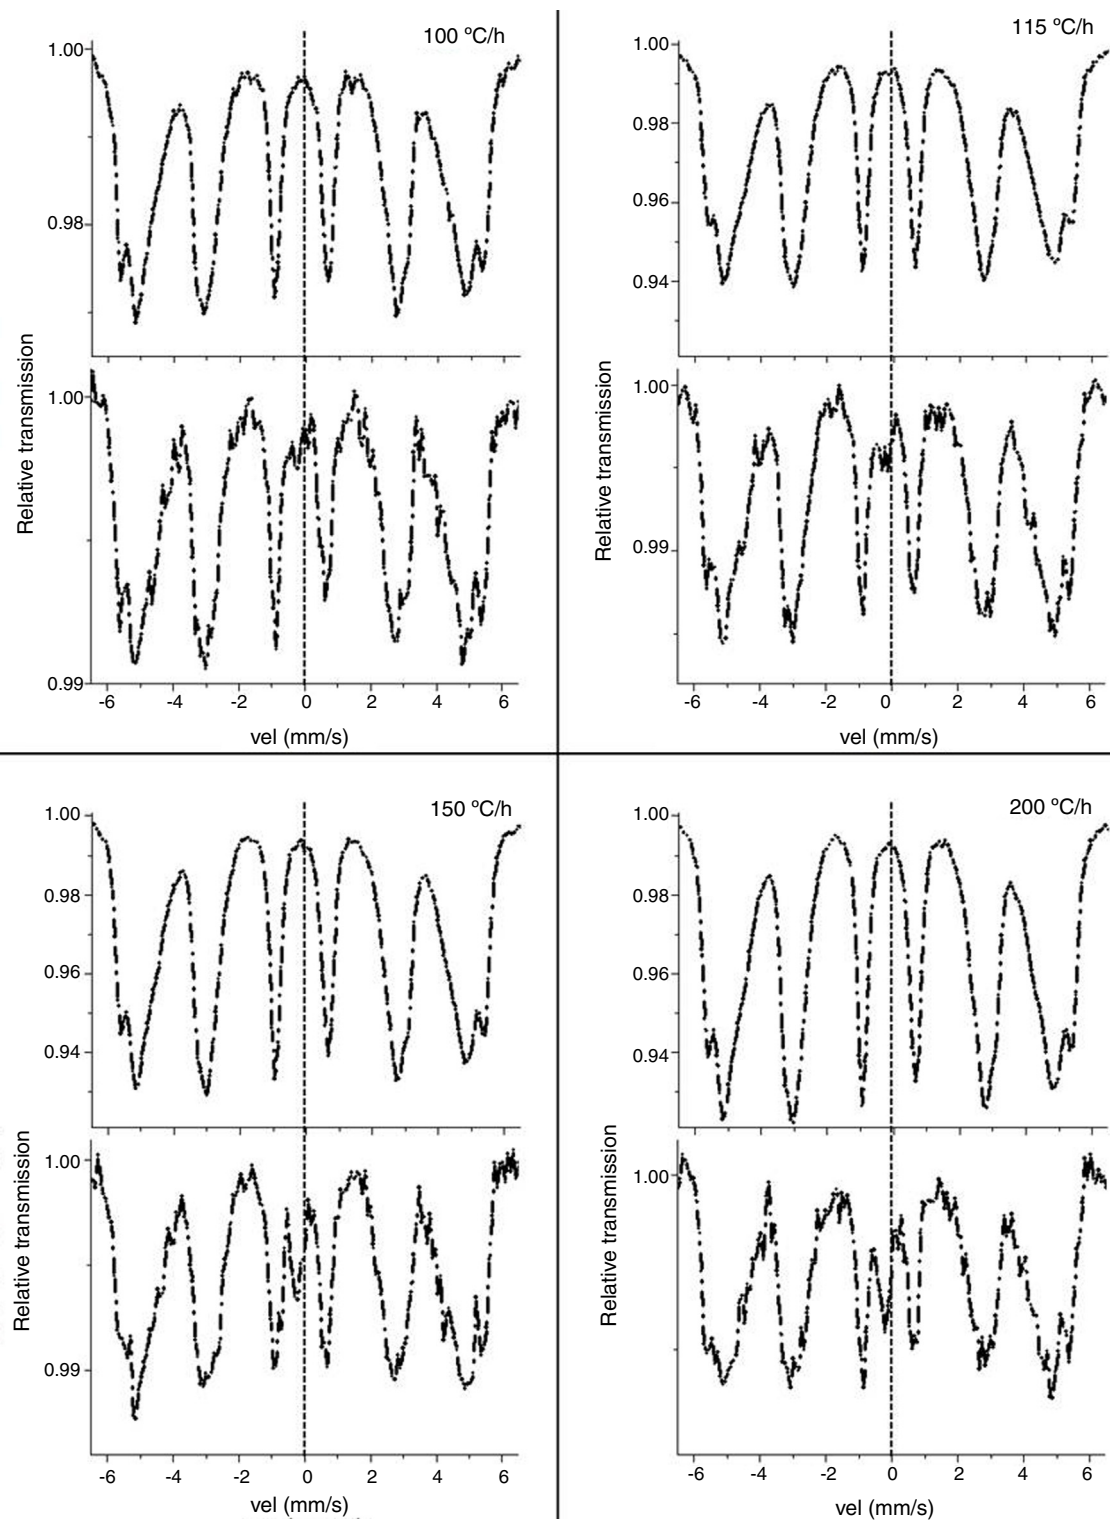 100 ºC/h
1.00
0.98
Relative transmission
1.00
0.99
-6 -4 -2 0 2 4 6
vel (mm/s)
115 ºC/h
1.00
0.98
0.96
0.94
Relative transmission
1.00
0.99
-6 -4 -2 0 2 4 6
vel (mm/s)
150 ºC/h
1.00
0.98
0.96
0.94
Relative transmission
1.00
0.99
-6 -4 -2 0 2 4 6
vel (mm/s)
200 ºC/h
1.00
0.98
0.96
0.94
Relative transmission
1.00
-6 -4 -2 0 2 4 6
vel (mm/s)